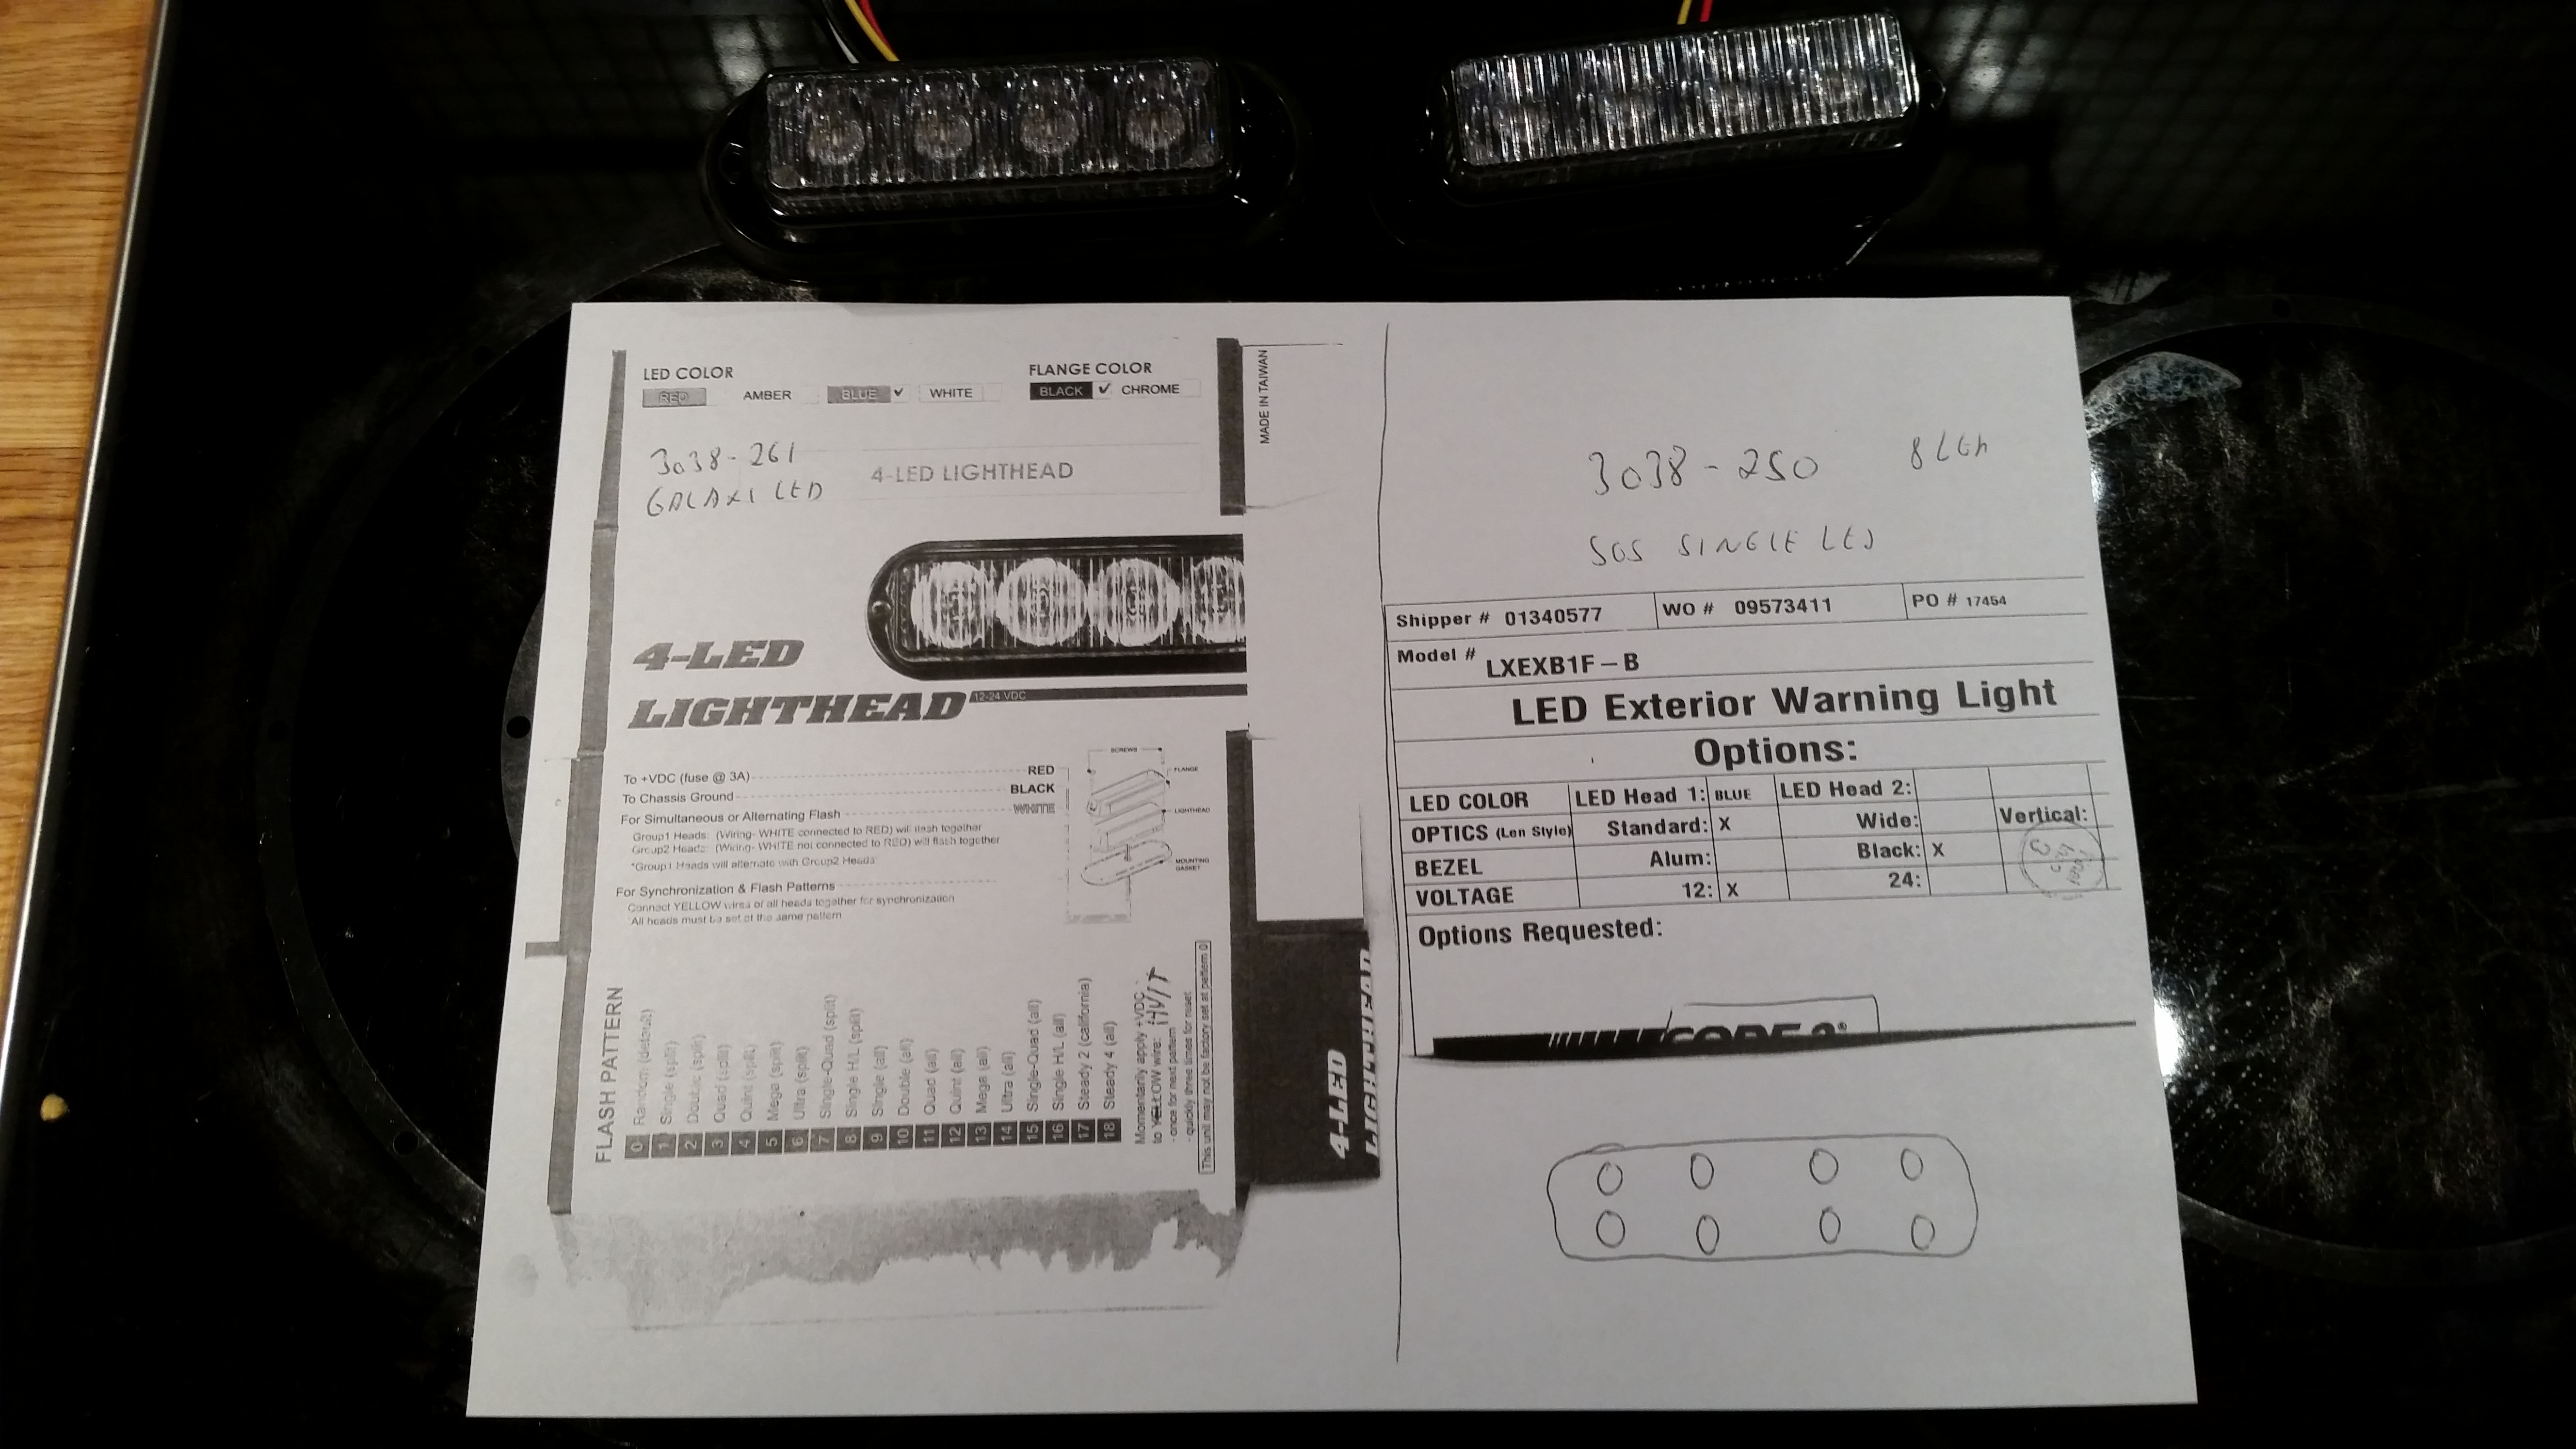 LED COLOR
RED AMBER BLUE ✓ WHITE
FLANGE COLOR
BLACK ✓ CHROME
MADE IN TAIWAN
3038-261
GALAXI LED
4-LED LIGHTHEAD
4-LED
LIGHTHEAD
12-24 VDC
To +VDC (fuse @ 3A) RED
To Chassis Ground BLACK
For Simultaneous or Alternating Flash WHITE
Group1 Heads: (Wiring- WHITE connected to RED) will flash together
Group2 Heads: (Wiring- WHITE not connected to RED) will flash together
*Group1 Heads will alternate with Group2 Heads
For Synchronization & Flash Patterns
Connect YELLOW wires of all heads together for synchronization
*All heads must be set at the same pattern
SCREWS
FLANGE
LIGHTHEAD
MOUNTING
GASKET
FLASH PATTERN
0 Random (default)
1 Single (split)
2 Double (split)
3 Quad (split)
4 Quint (split)
5 Mega (split)
6 Ultra (split)
7 Single-Quad (split)
8 Single H/L (split)
9 Single (all)
10 Double (all)
11 Quad (all)
12 Quint (all)
13 Mega (all)
14 Ultra (all)
15 Single-Quad (all)
16 Single H/L (all)
17 Steady 2 (california)
18 Steady 4 (all)
Momentarily apply +VDC
to YELLOW wire:
- once for next pattern
- quickly three times for reset
This unit may not be factory set at pattern 0
4-LED
LIGHTHEAD
3038-250
SOS SINGLE LED
Shipper # 01340577 WO # 09573411 PO # 17454
Model # LXEXB1F-B
LED Exterior Warning Light
Options:
LED COLOR LED Head 1: BLUE LED Head 2:
OPTICS (Len Style) Standard: X Wide: Vertical:
BEZEL Alum: Black: X
VOLTAGE 12: X 24:
Options Requested: